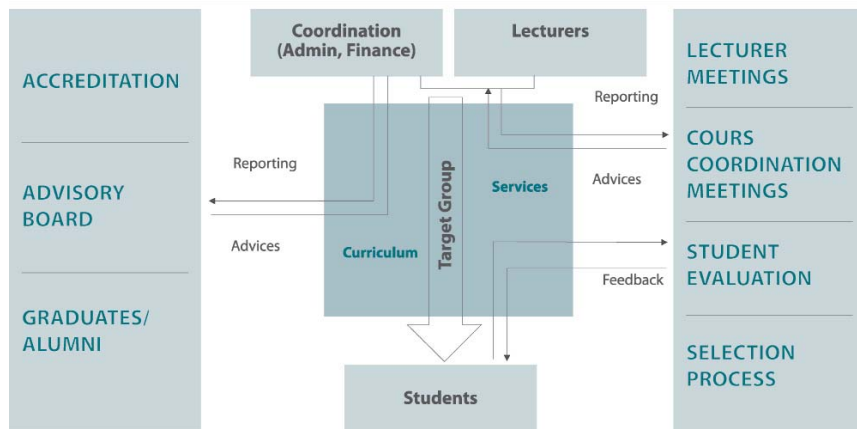 ACCREDITATION
ADVISORY
BOARD
GRADUATES/
ALUMNI
Coordination
(Admin, Finance)
Lecturers
Reporting
Advices
Curriculum
Target Group
Services
Reporting
Advices
Feedback
Students
LECTURER
MEETINGS
COURS
COORDINATION
MEETINGS
STUDENT
EVALUATION
SELECTION
PROCESS